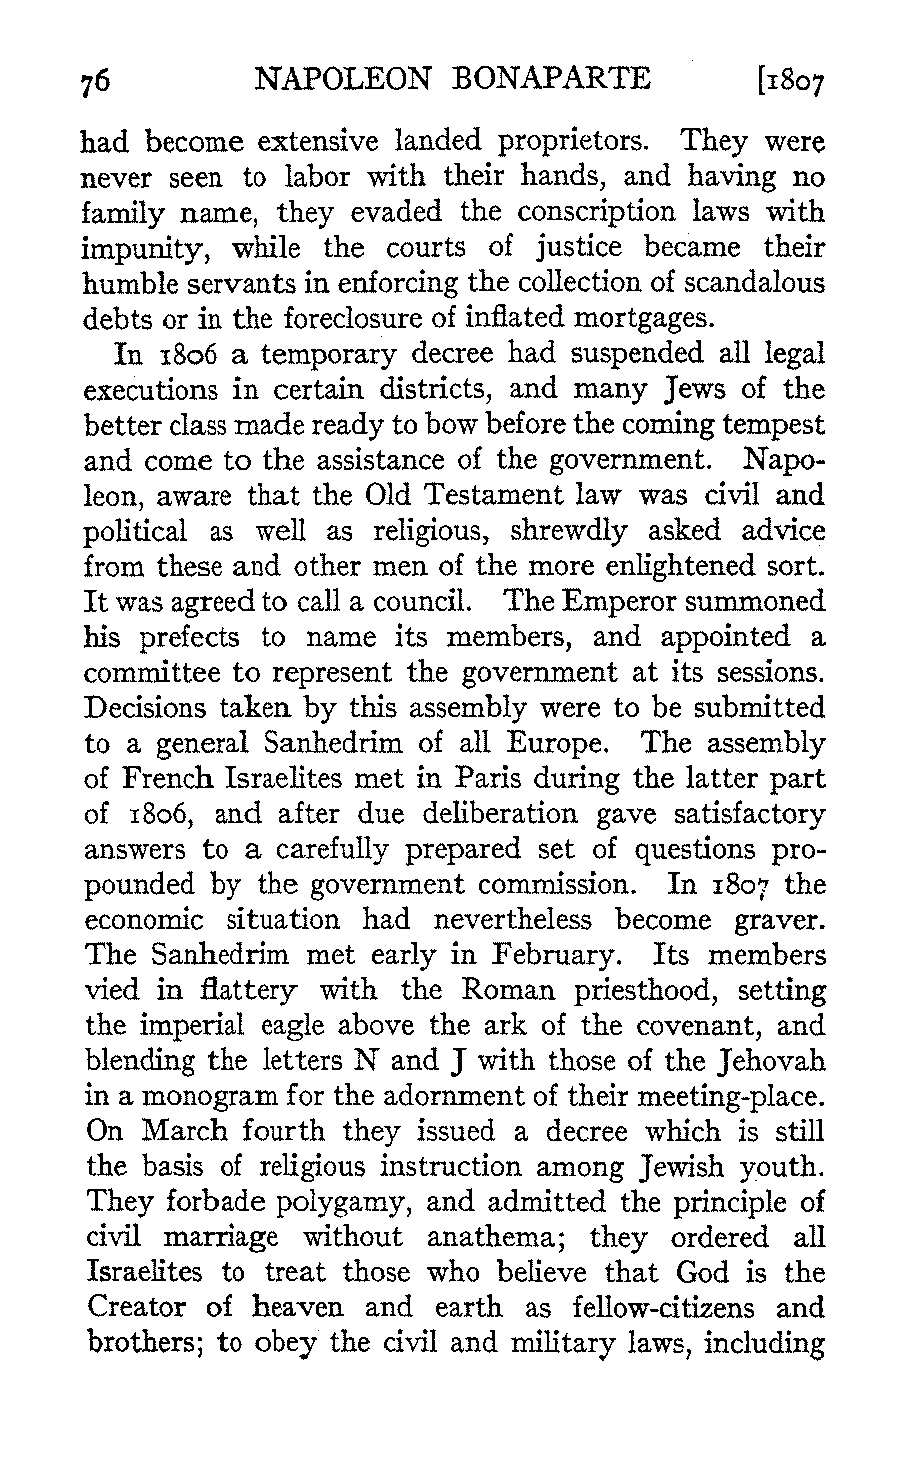 76 NAPOLEON BONAPARTE [1807
had become extensive landed proprietors. They were
never seen to labor with their hands, and having no
family name, they evaded the conscription laws with
impunity, while the courts of justice became their
humble servants in enforcing the collection of scandalous
debts or in the foreclosure of inflated mortgages.
In 1806 a temporary decree had suspended all legal
executions in certain districts, and many Jews of the
better class made ready to bow before the coming tempest
and come to the assistance of the government. Napo-
leon, aware that the Old Testament law was civil and
political as well as religious, shrewdly asked advice
from these and other men of the more enlightened sort.
It was agreed to call a council. The Emperor summoned
his prefects to name its members, and appointed a
committee to represent the government at its sessions.
Decisions taken by this assembly were to be submitted
to a general Sanhedrim of all Europe. The assembly
of French Israelites met in Paris during the latter part
of 1806, and after due deliberation gave satisfactory
answers to a carefully prepared set of questions pro-
pounded by the government commission. In 1807 the
economic situation had nevertheless become graver.
The Sanhedrim met early in February. Its members
vied in flattery with the Roman priesthood, setting
the imperial eagle above the ark of the covenant, and
blending the letters N and J with those of the Jehovah
in a monogram for the adornment of their meeting-place.
On March fourth they issued a decree which is still
the basis of religious instruction among Jewish youth.
They forbade polygamy, and admitted the principle of
civil marriage without anathema; they ordered all
Israelites to treat those who believe that God is the
Creator of heaven and earth as fellow-citizens and
brothers; to obey the civil and military laws, including